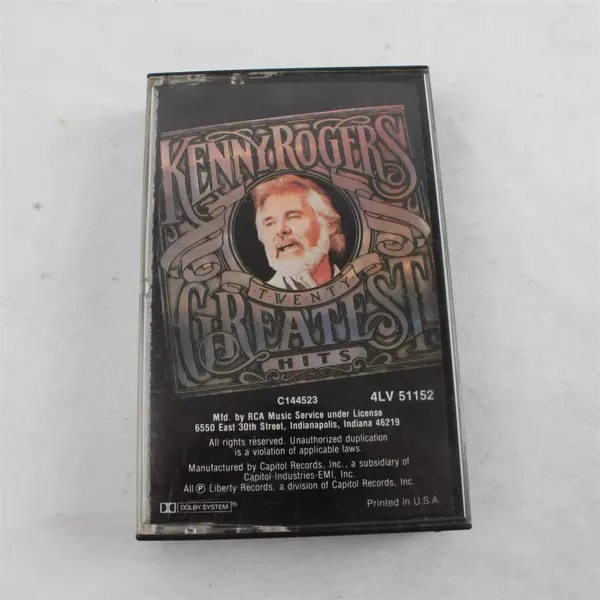 KENNY ROGERS
TWENTY
GREATEST
HITS
C144523
4LV 51152
Mfd. by RCA Music Service under License
6550 East 30th Street, Indianapolis, Indiana 46219
All rights reserved. Unauthorized duplication
is a violation of applicable laws.
Manufactured by Capitol Records, Inc., a subsidiary of
Capitol Industries-EMI, Inc.
All Ⓟ Liberty Records, a division of Capitol Records, Inc.
DOLBY SYSTEM®
Printed in U.S.A.